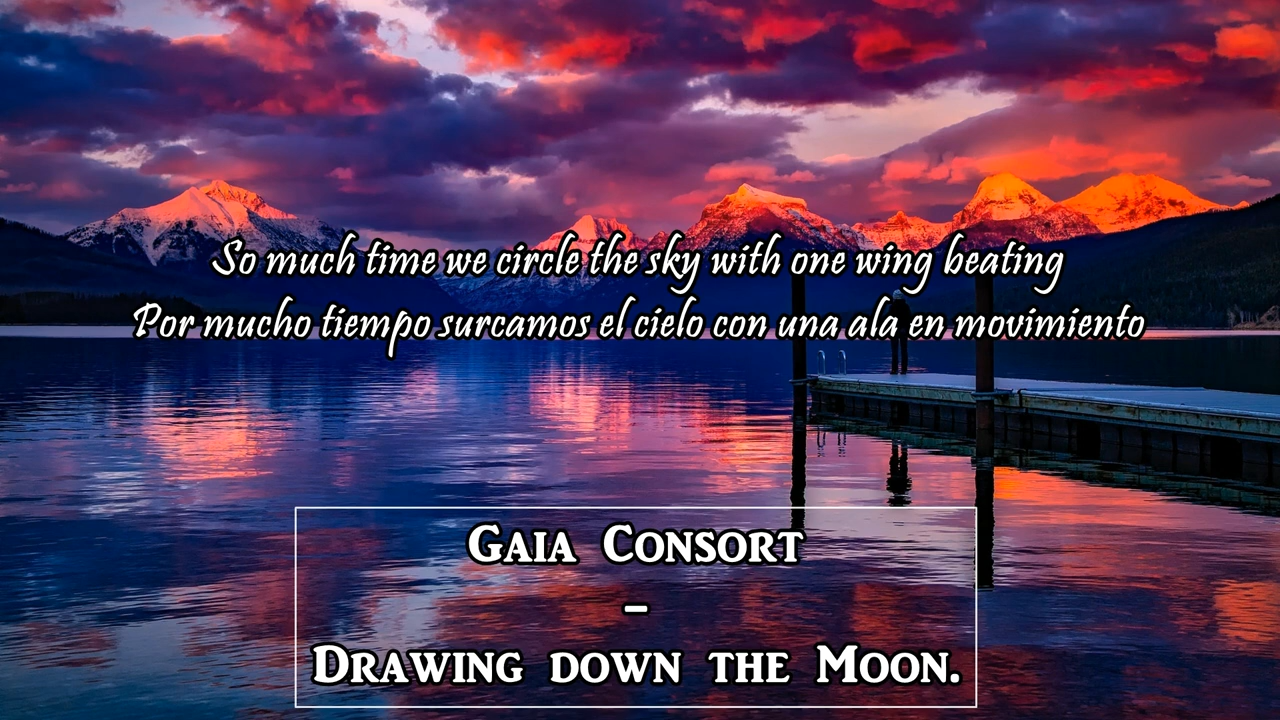 So much time we circle the sky with one wing beating
Por mucho tiempo surcamos el cielo con una ala en movimiento
Gaia Consort
–
Drawing down the Moon.